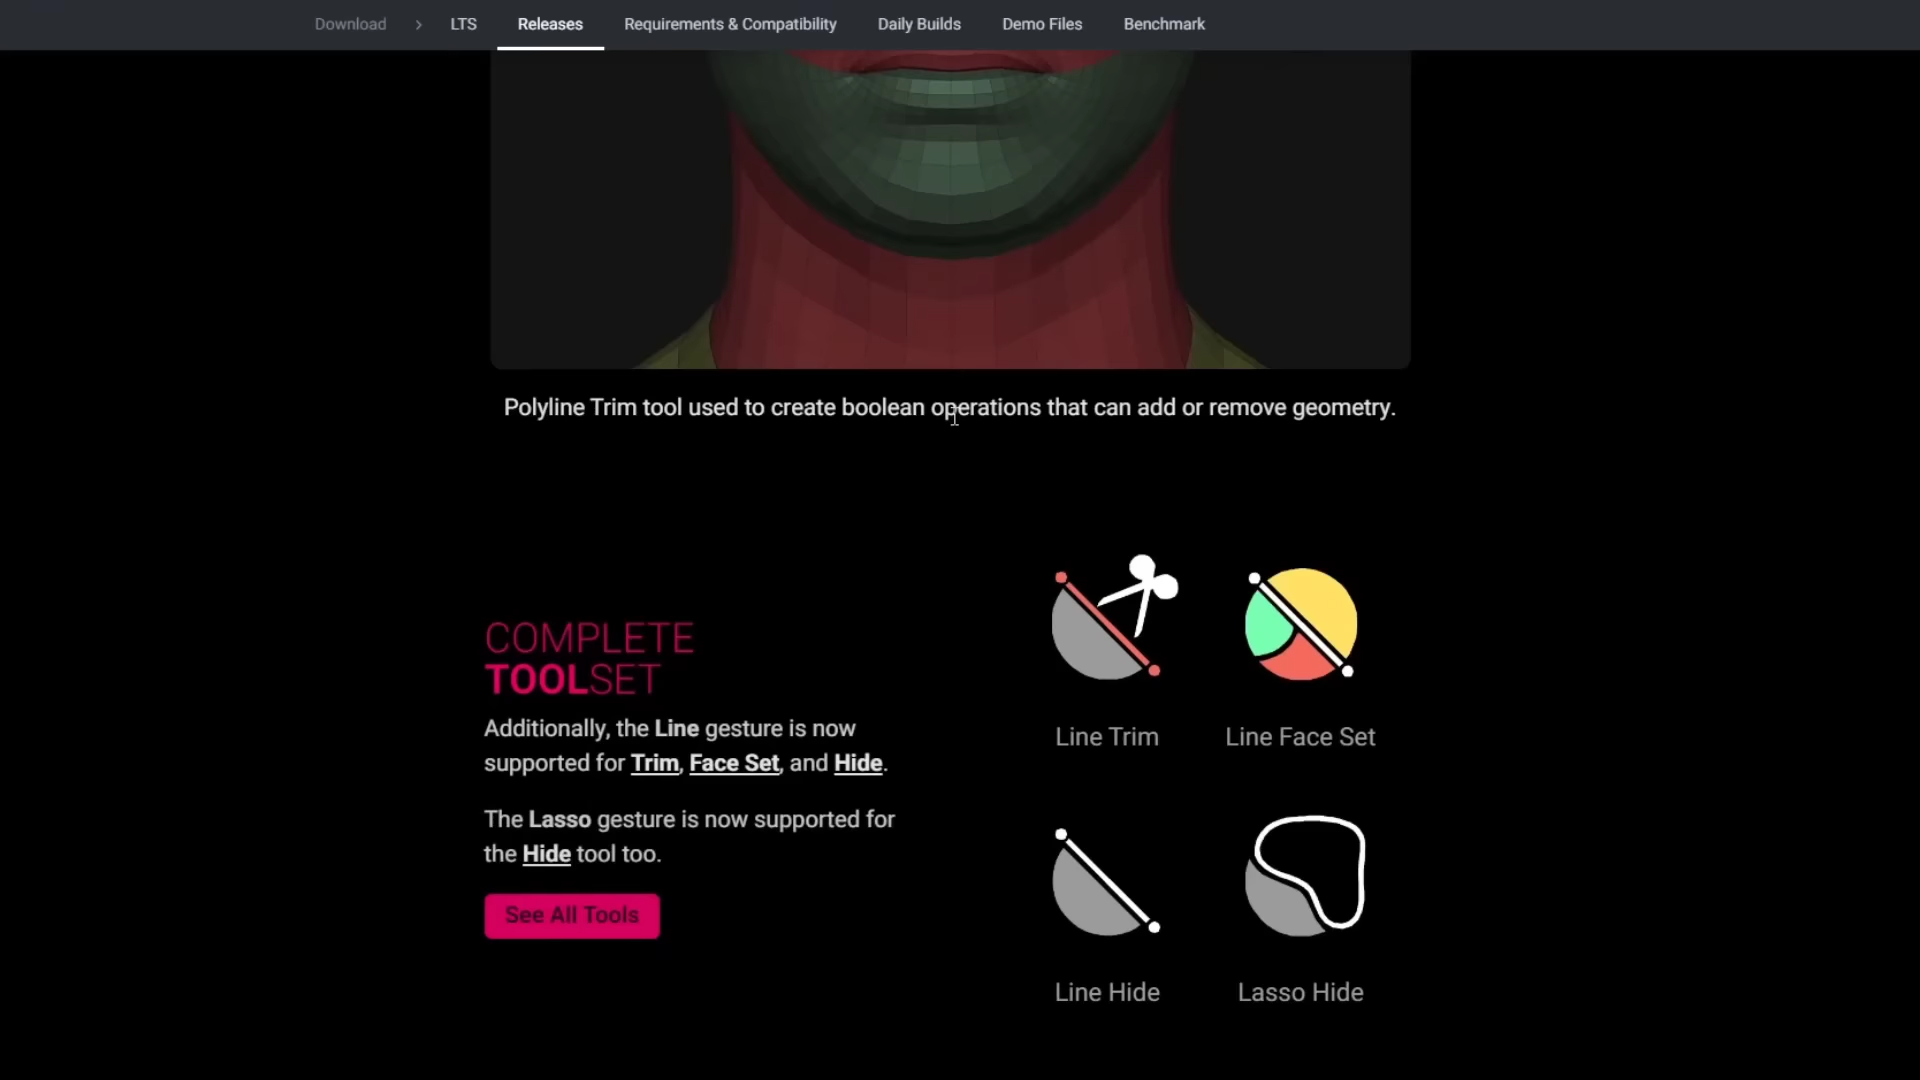 Download > LTS Releases Requirements & Compatibility Daily Builds Demo Files Benchmark
Polyline Trim tool used to create boolean operations that can add or remove geometry.
COMPLETE
TOOLSET
Additionally, the Line gesture is now
supported for Trim, Face Set, and Hide.
The Lasso gesture is now supported for
the Hide tool too.
See All Tools
Line Trim
Line Face Set
Line Hide
Lasso Hide